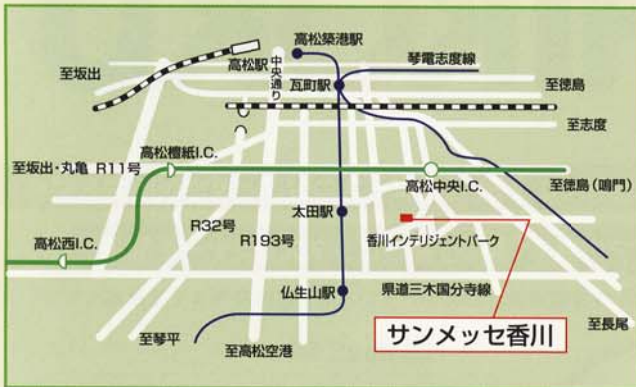 高松築港駅
高松駅
中央通り
琴電志度線
至坂出
瓦町駅
至徳島
至志度
高松檀紙I.C.
至坂出・丸亀 R11号
高松中央I.C.
至徳島(鳴門)
太田駅
R32号
R193号
香川インテリジェントパーク
高松西I.C.
仏生山駅
県道三木国分寺線
サンメッセ香川
至長尾
至琴平
至高松空港